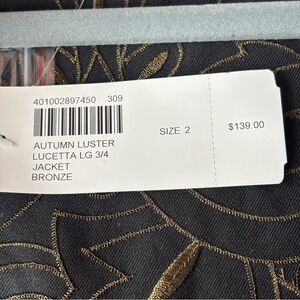 401002897450 309
SIZE 2
$139.00
AUTUMN LUSTER
LUCETTA LG 3/4
JACKET
BRONZE